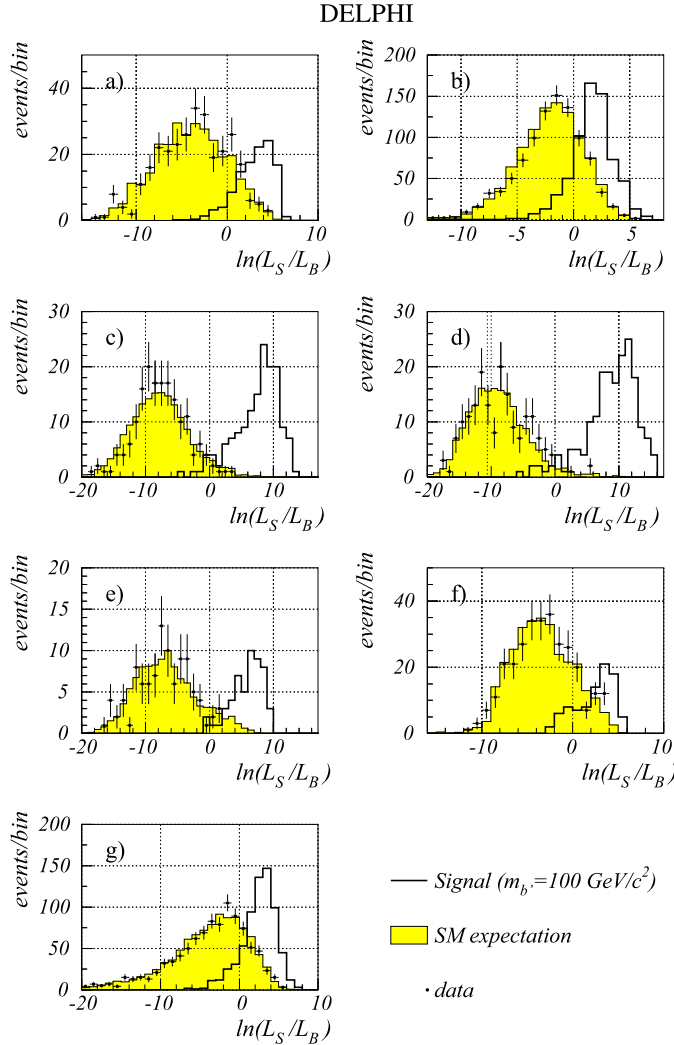 DELPHI
events/bin
a)
40
20
0
-10 0 10
ln(L_S/L_B)
events/bin
b)
200
150
100
50
0
-10 -5 0 5
ln(L_S/L_B)
events/bin
c)
30
20
10
0
-20 -10 0 10
ln(L_S/L_B)
events/bin
d)
30
20
10
0
-20 -10 0 10
ln(L_S/L_B)
events/bin
e)
20
15
10
5
0
-20 -10 0 10
ln(L_S/L_B)
events/bin
f)
40
20
0
-10 0 10
ln(L_S/L_B)
events/bin
g)
200
150
100
50
0
-20 -10 0 10
ln(L_S/L_B)
Signal (m_b'=100 GeV/c²)
SM expectation
data